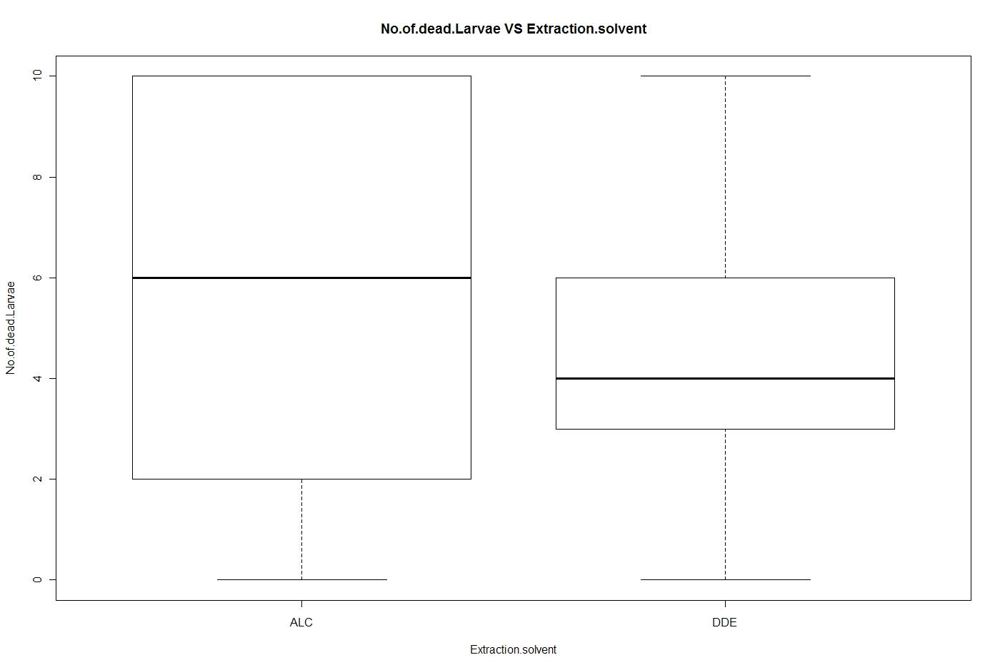 No.of.dead.Larvae VS Extraction.solvent
10
8
6
4
2
0
No.of.dead.Larvae
ALC
DDE
Extraction.solvent